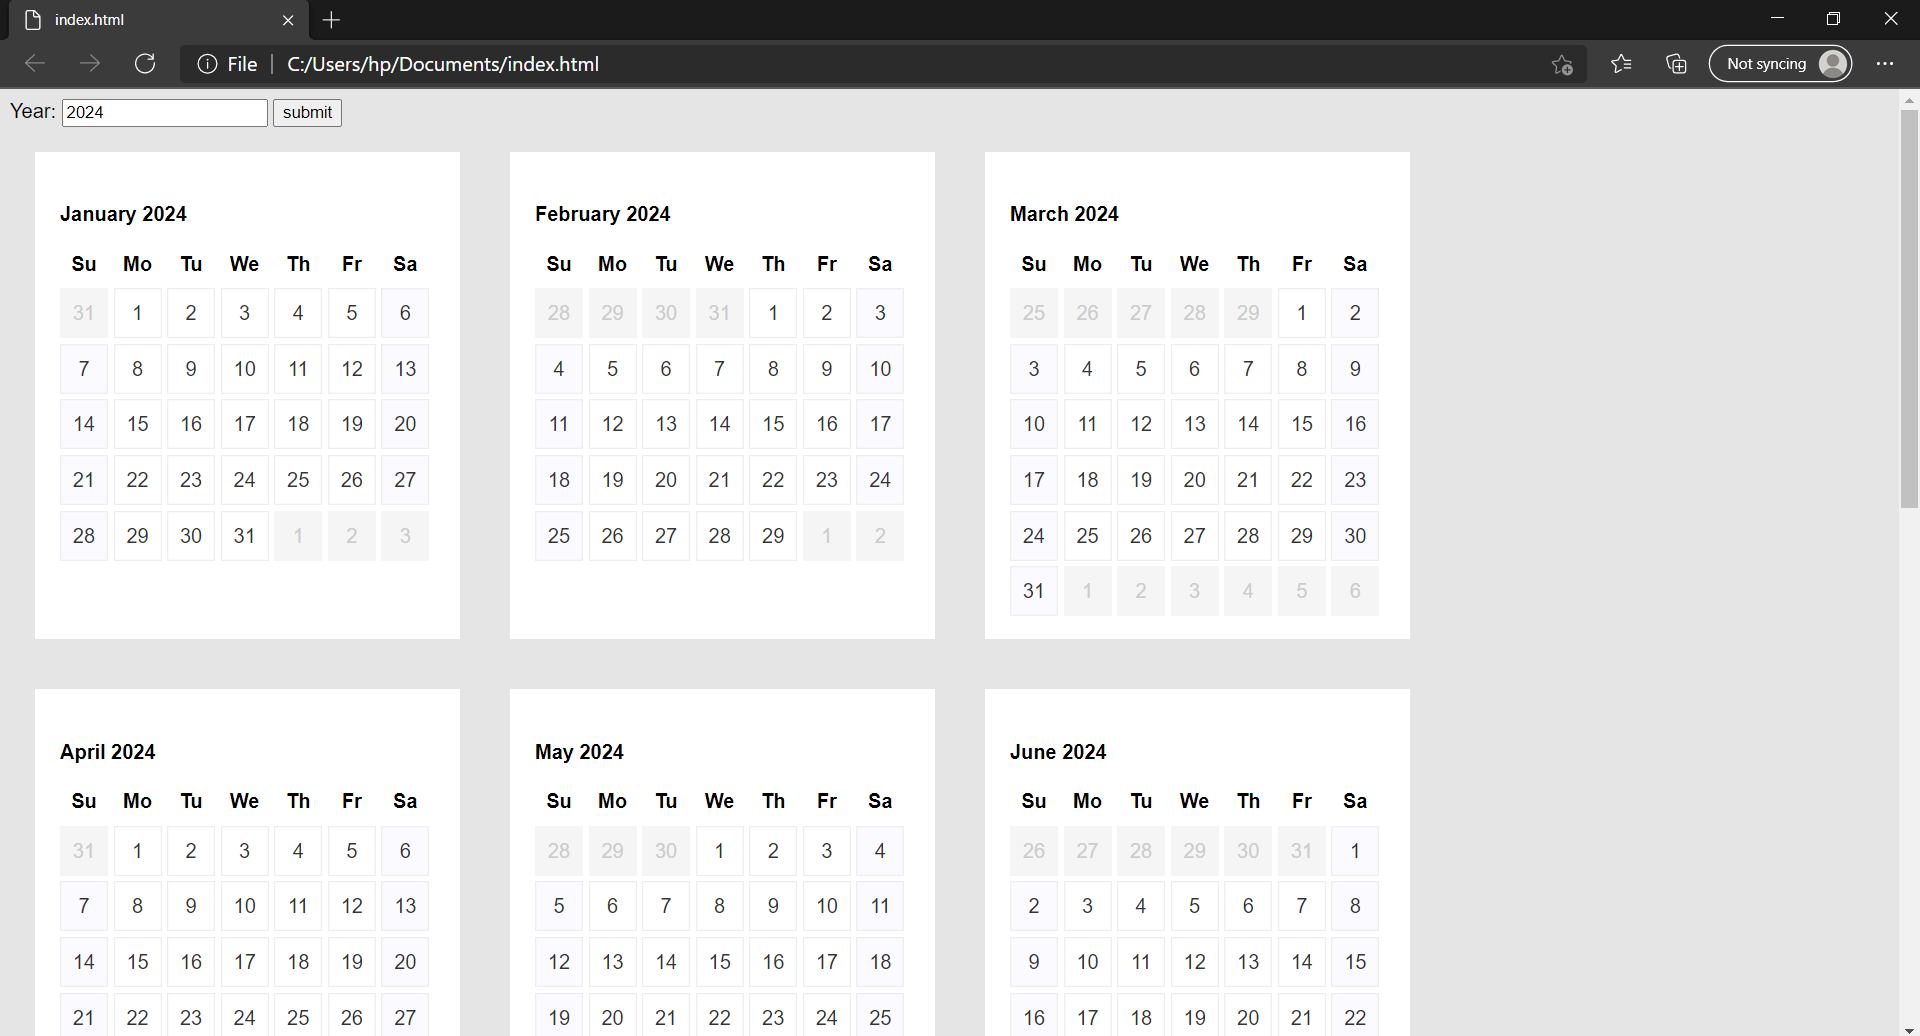 index.html
File C:/Users/hp/Documents/index.html Not syncing
Year: 2024 submit
January 2024
Su Mo Tu We Th Fr Sa
31 1 2 3 4 5 6
7 8 9 10 11 12 13
14 15 16 17 18 19 20
21 22 23 24 25 26 27
28 29 30 31 1 2 3
February 2024
Su Mo Tu We Th Fr Sa
28 29 30 31 1 2 3
4 5 6 7 8 9 10
11 12 13 14 15 16 17
18 19 20 21 22 23 24
25 26 27 28 29 1 2
March 2024
Su Mo Tu We Th Fr Sa
25 26 27 28 29 1 2
3 4 5 6 7 8 9
10 11 12 13 14 15 16
17 18 19 20 21 22 23
24 25 26 27 28 29 30
31 1 2 3 4 5 6
April 2024
Su Mo Tu We Th Fr Sa
31 1 2 3 4 5 6
7 8 9 10 11 12 13
14 15 16 17 18 19 20
21 22 23 24 25 26 27
May 2024
Su Mo Tu We Th Fr Sa
28 29 30 1 2 3 4
5 6 7 8 9 10 11
12 13 14 15 16 17 18
19 20 21 22 23 24 25
June 2024
Su Mo Tu We Th Fr Sa
26 27 28 29 30 31 1
2 3 4 5 6 7 8
9 10 11 12 13 14 15
16 17 18 19 20 21 22